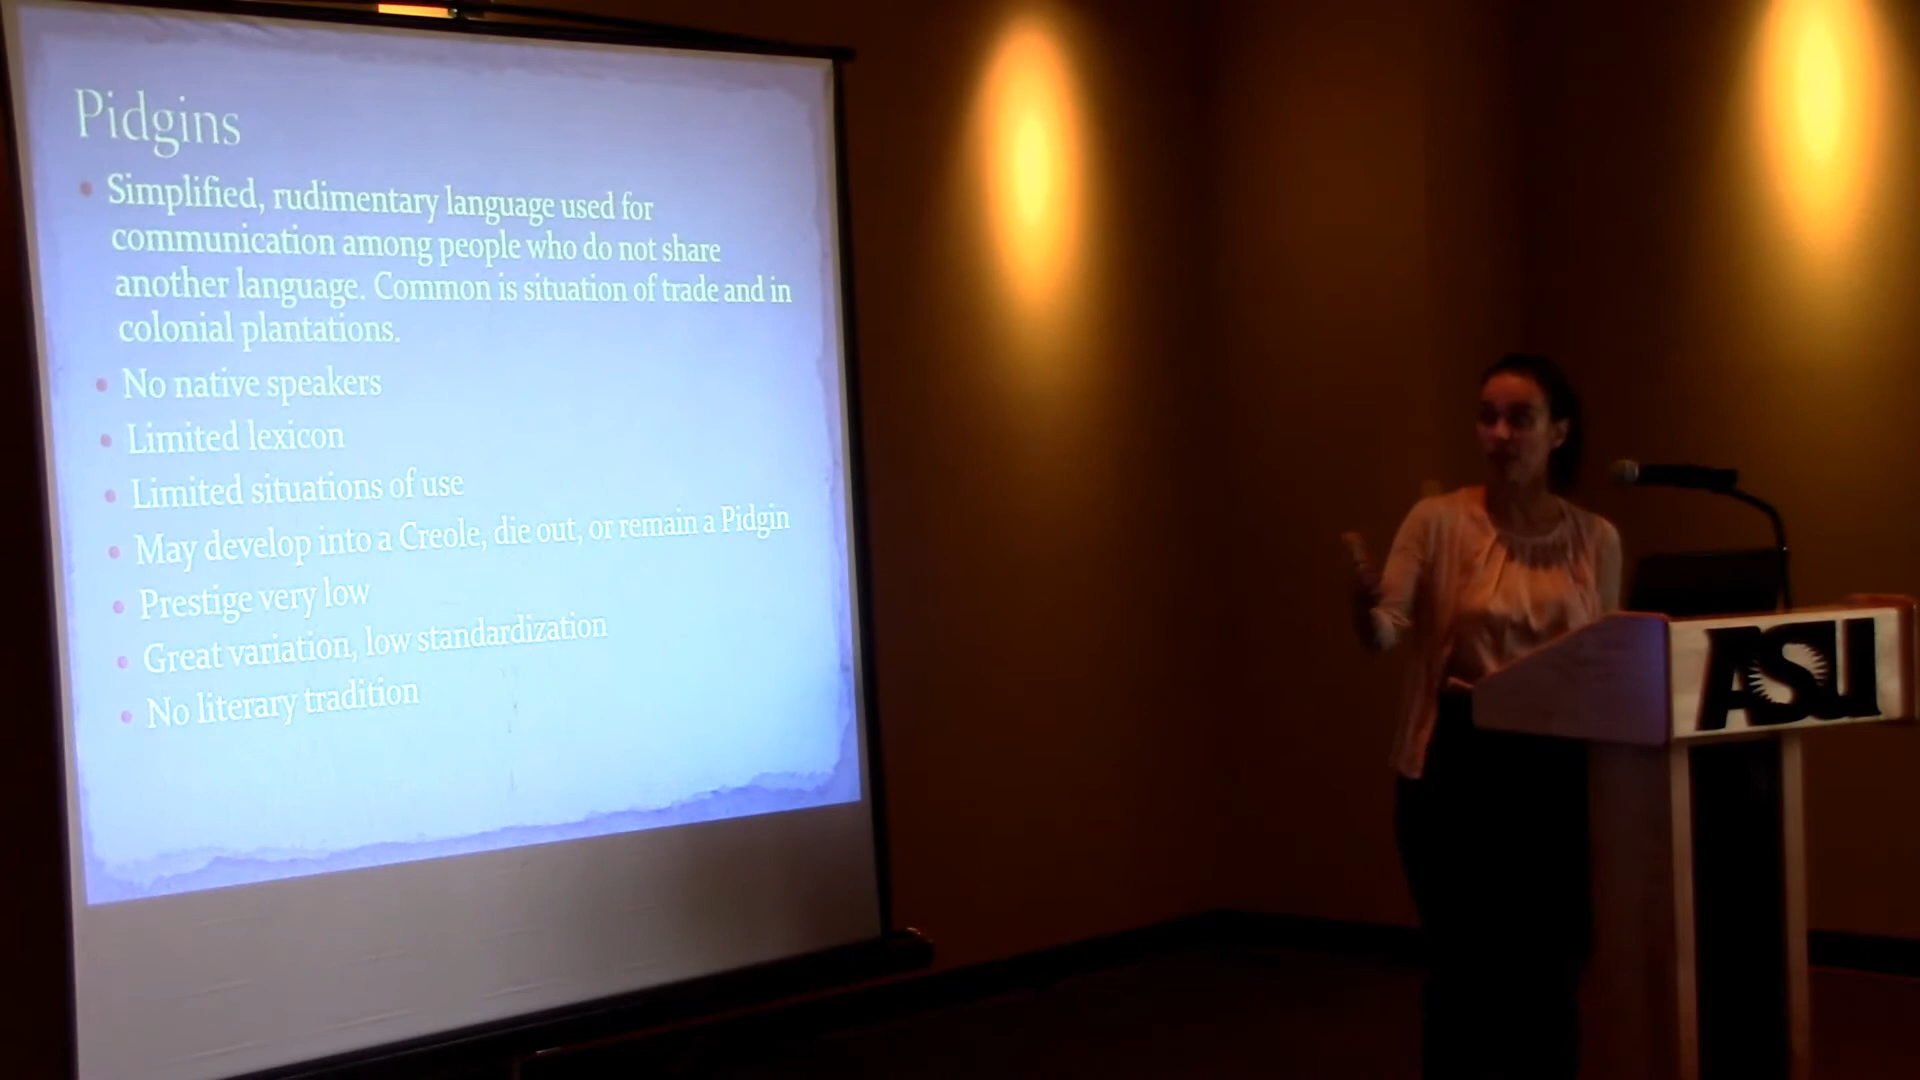 Pidgins
• Simplified, rudimentary language used for
communication among people who do not share
another language. Common is situation of trade and in
colonial plantations.
• No native speakers
• Limited lexicon
• Limited situations of use
• May develop into a Creole, die out, or remain a Pidgin
• Prestige very low
• Great variation, low standardization
• No literary tradition
ASU